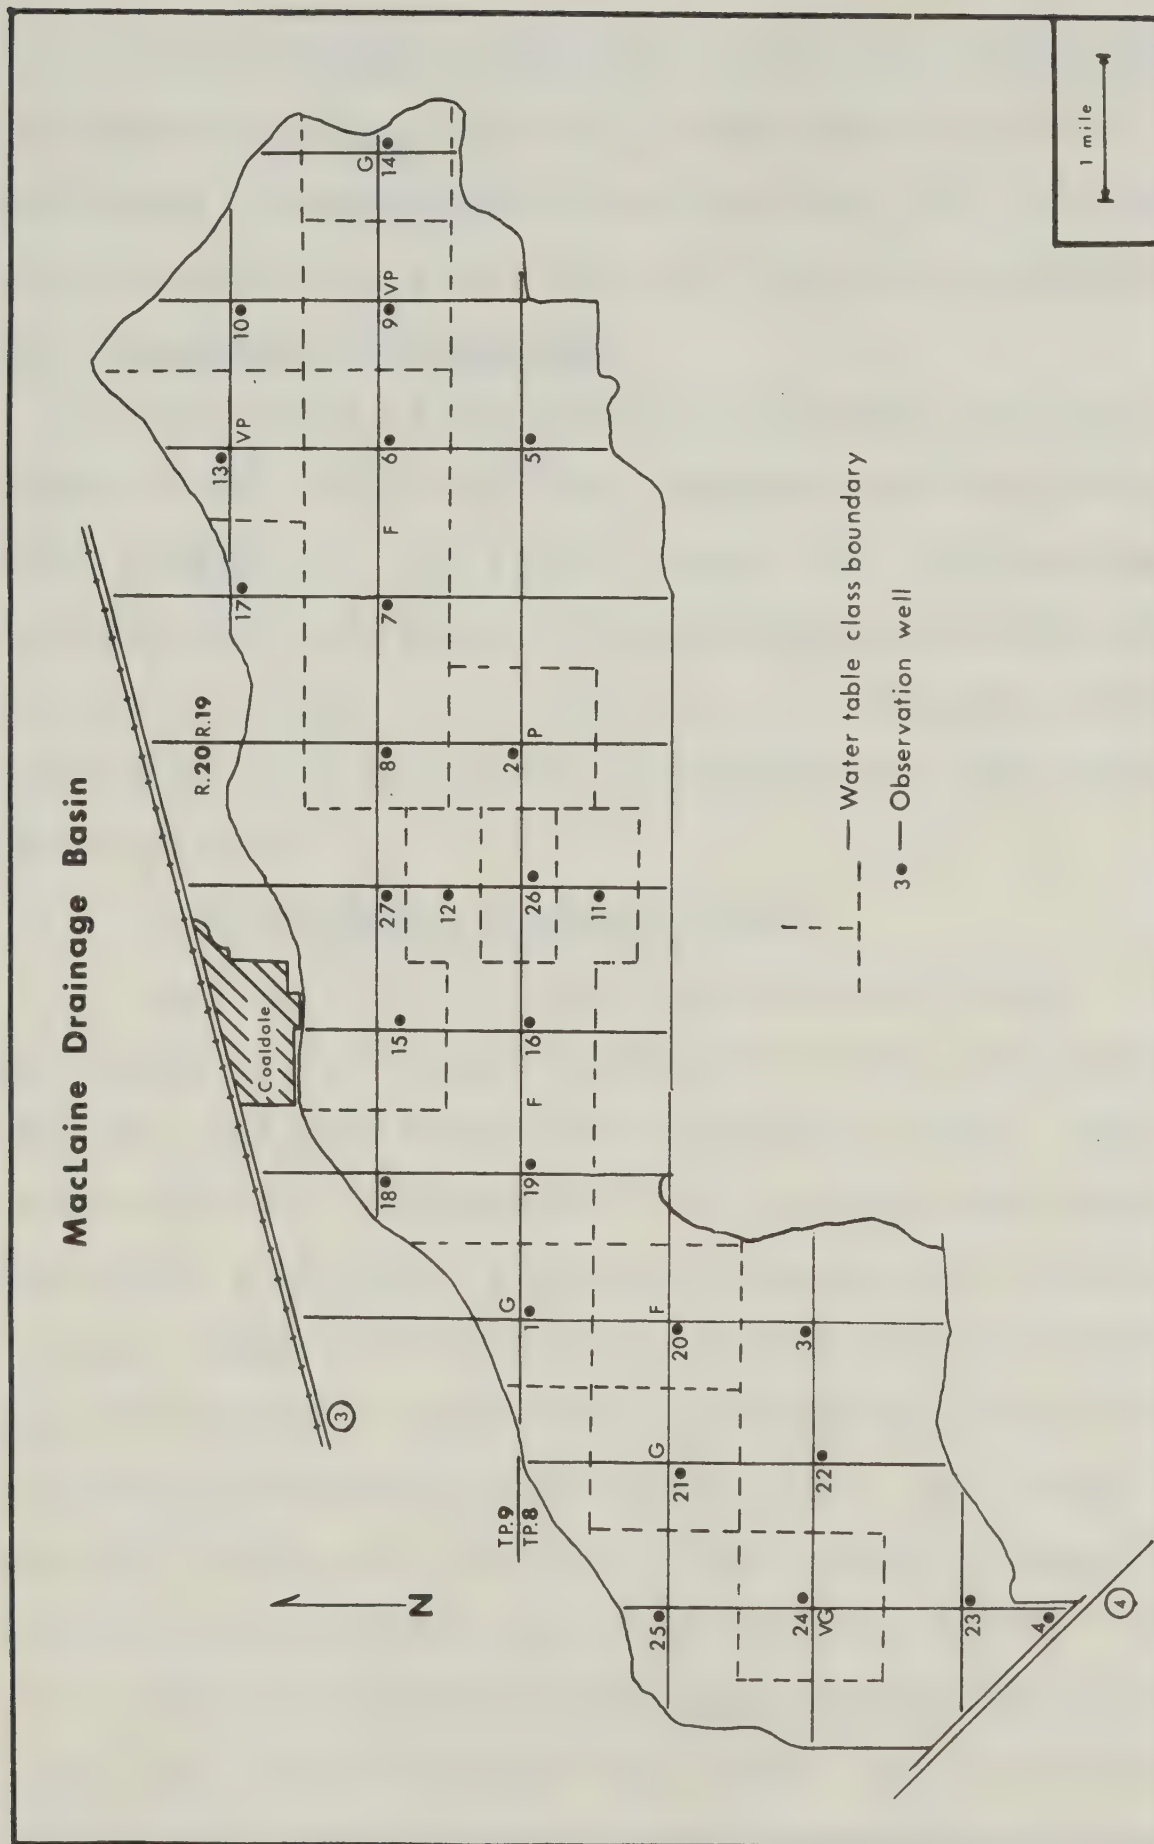 MacLaine Drainage Basin
R.20 R.19
Coaldale
3
TP.9
TP.8
N
13
VP
10
17
G
14
9
VP
6
F
7
8
27
15
18
12
5
P
2
26
16
F
19
G
1
11
F
20
G
21
25
3
22
24
VG
23
4
4
Water table class boundary
3 — Observation well
1 mile